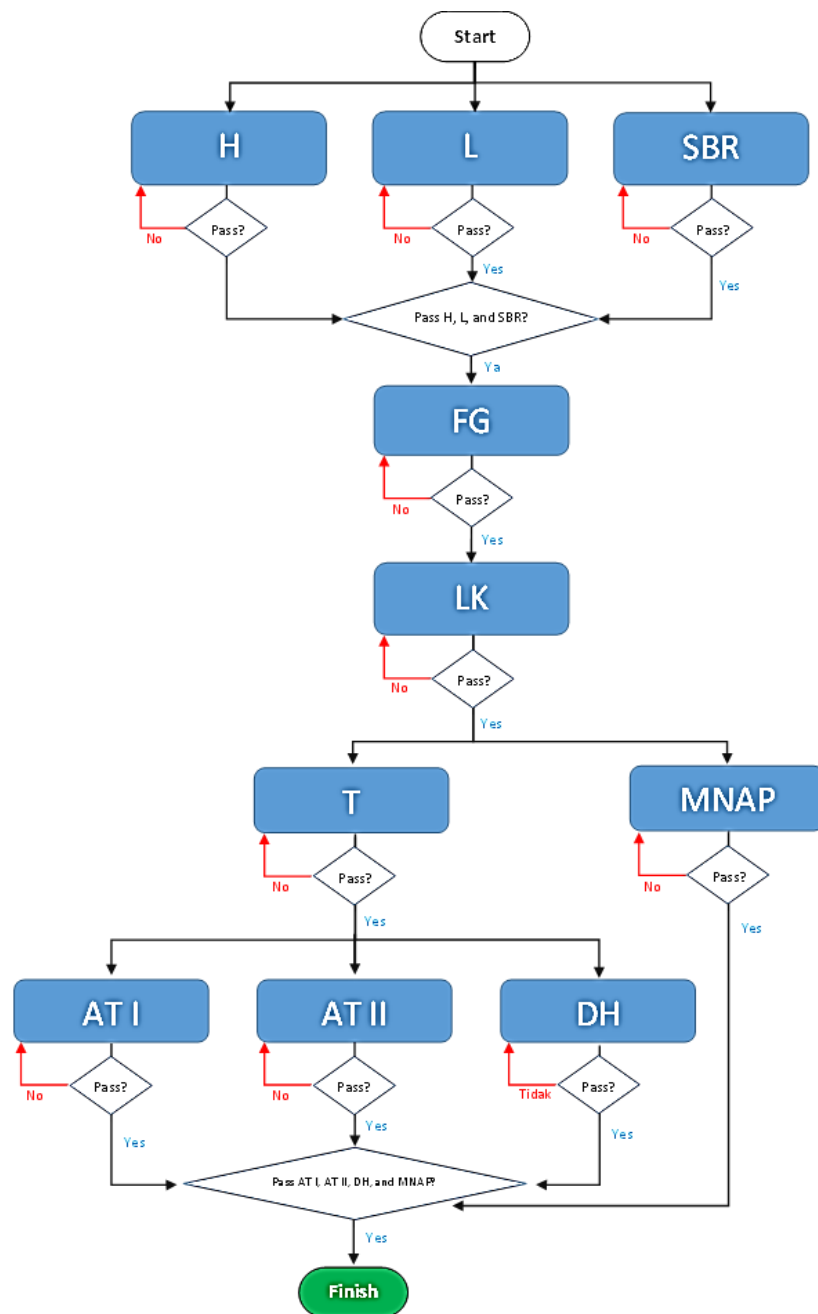 Start
H
L
SBR
Pass?
Pass?
Pass?
No
No
No
Yes
Yes
Pass H, L, and SBR?
Ya
FG
Pass?
No
Yes
LK
Pass?
No
Yes
T
MNAP
Pass?
Pass?
No
No
Yes
Yes
AT I
AT II
DH
Pass?
Pass?
Pass?
No
No
Tidak
Yes
Yes
Yes
Pass AT I, AT II, DH, and MNAP?
Yes
Finish